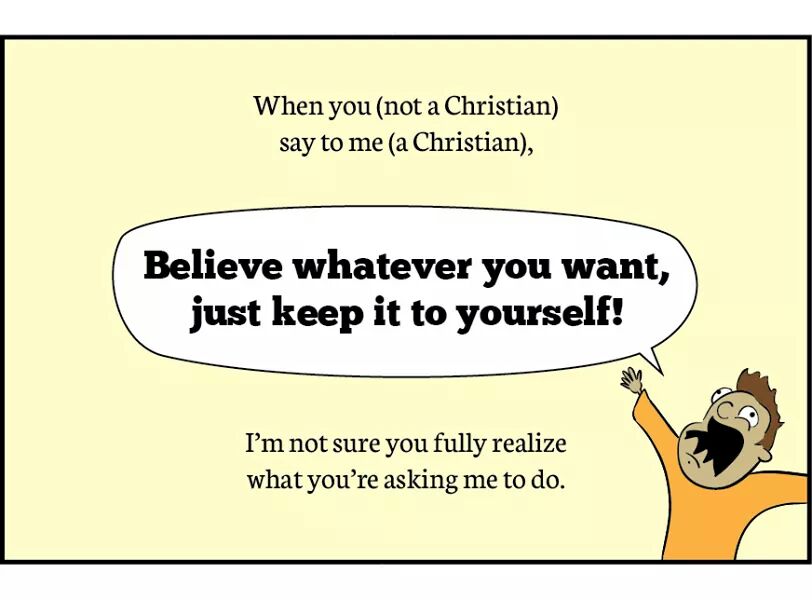 When you (not a Christian)
say to me (a Christian),
Believe whatever you want,
just keep it to yourself!
I’m not sure you fully realize
what you’re asking me to do.